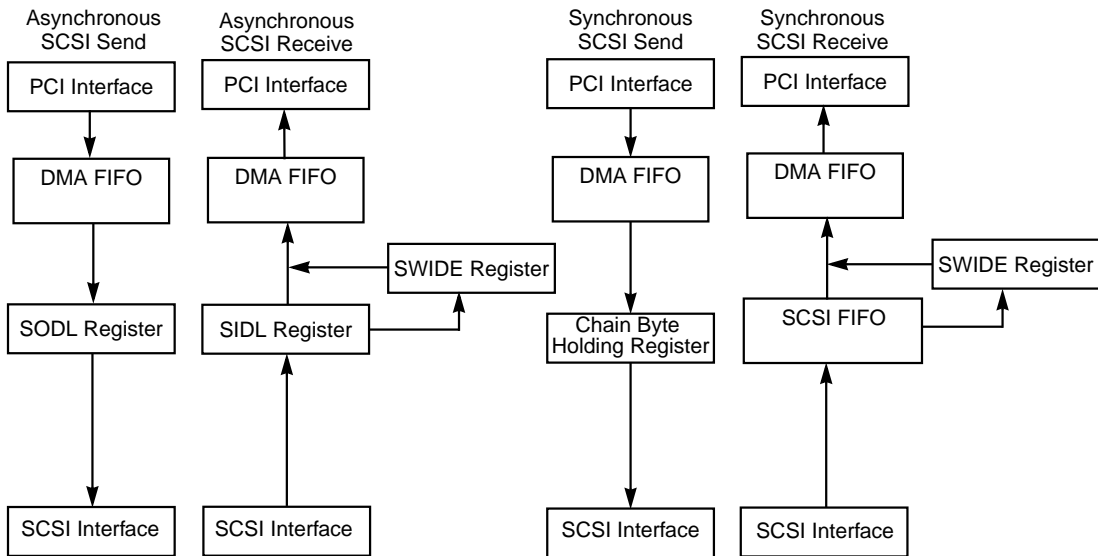 Asynchronous
SCSI Send
PCI Interface
DMA FIFO
SODL Register
SCSI Interface
Asynchronous
SCSI Receive
PCI Interface
DMA FIFO
SWIDE Register
SIDL Register
SCSI Interface
Synchronous
SCSI Send
PCI Interface
DMA FIFO
Chain Byte
Holding Register
SCSI Interface
Synchronous
SCSI Receive
PCI Interface
DMA FIFO
SWIDE Register
SCSI FIFO
SCSI Interface